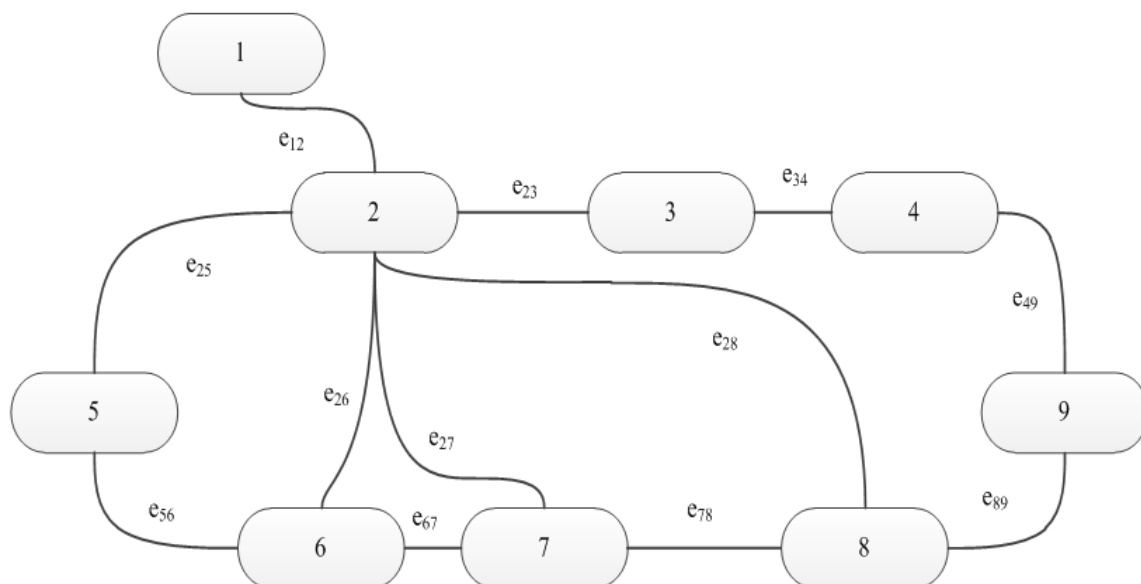 1
e₁₂
2
e₂₃
3
e₃₄
4
e₂₅
e₄₉
e₂₈
5
e₂₆
9
e₂₇
e₅₆
e₆₇
e₇₈
e₈₉
6
7
8